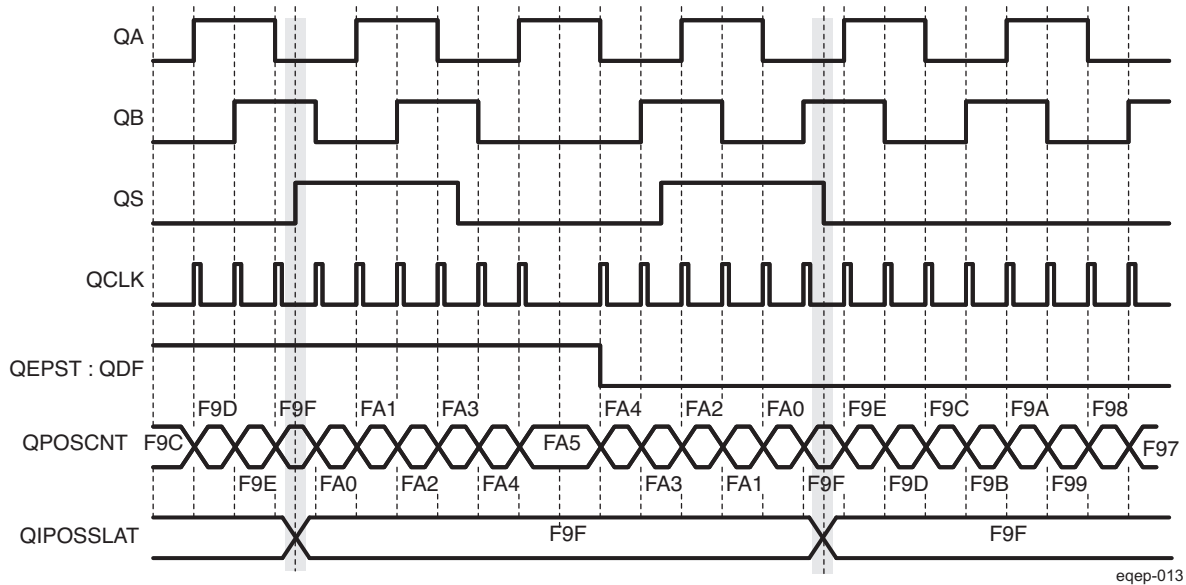 QA
QB
QS
QCLK
QEPST : QDF
F9D F9F FA1 FA3 FA4 FA2 FA0 F9E F9C F9A F98
QPOSCNT F9C FA5 F97
F9E FA0 FA2 FA4 FA3 FA1 F9F F9D F9B F99
QIPOSSLAT F9F F9F
eqep-013